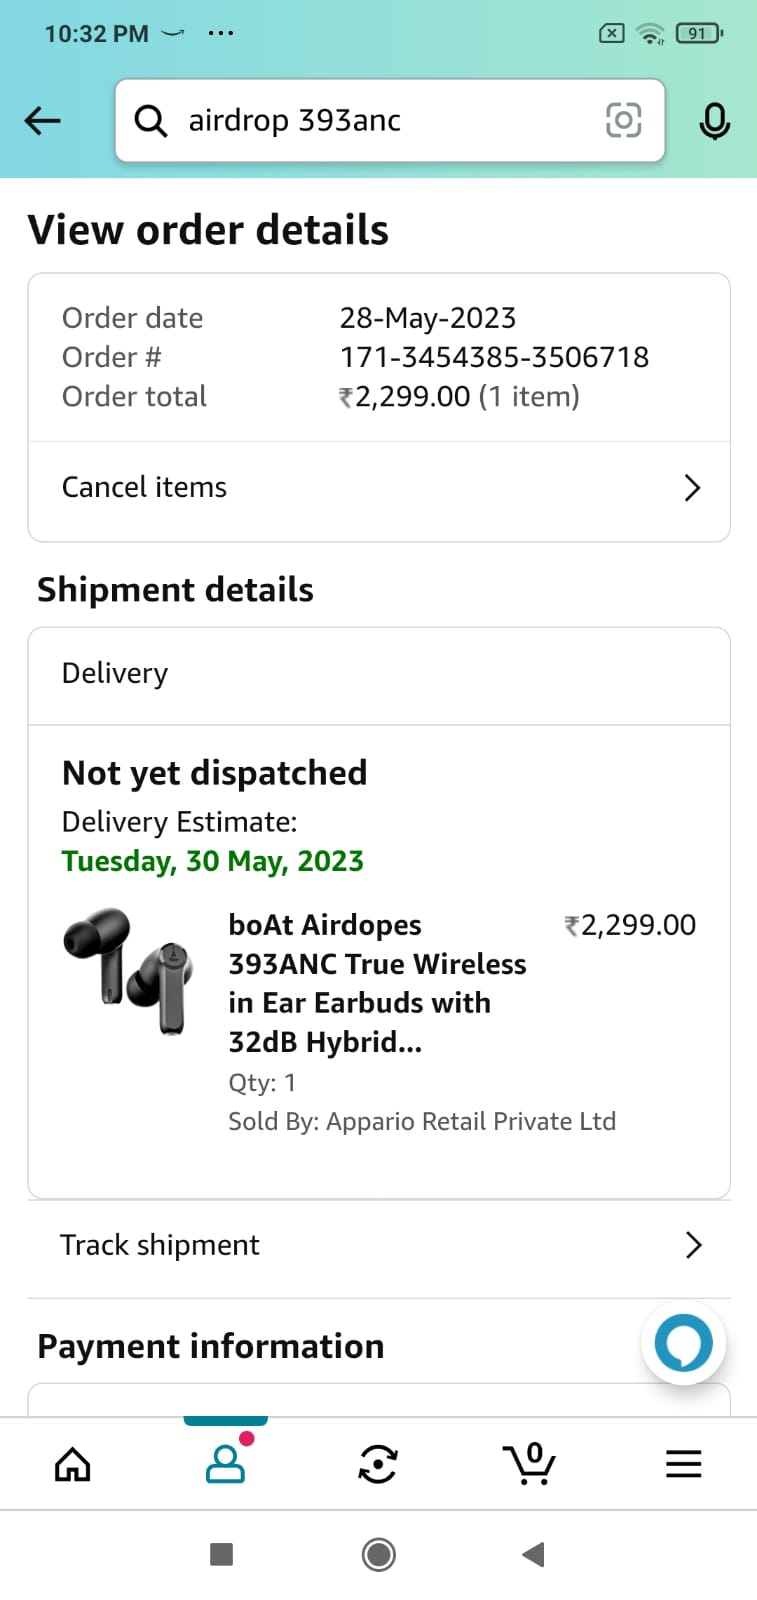 10:32 PM
91
airdrop 393anc
View order details
Order date 28-May-2023
Order # 171-3454385-3506718
Order total ₹2,299.00 (1 item)
Cancel items
Shipment details
Delivery
Not yet dispatched
Delivery Estimate:
Tuesday, 30 May, 2023
boAt Airdopes ₹2,299.00
393ANC True Wireless
in Ear Earbuds with
32dB Hybrid...
Qty: 1
Sold By: Appario Retail Private Ltd
Track shipment
Payment information
0